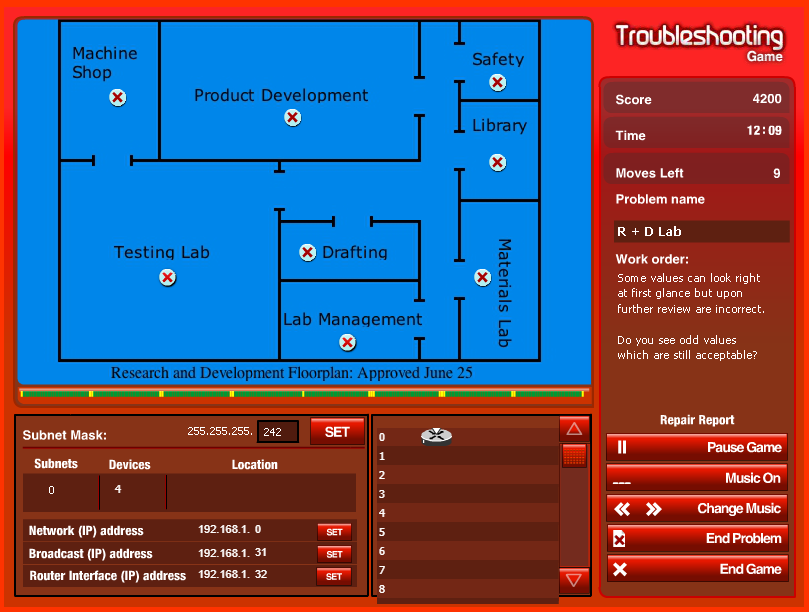 Machine
Shop
Product Development
Safety
Library
Testing Lab
Drafting
Lab Management
Materials Lab
Research and Development Floorplan: Approved June 25
Troubleshooting
Game
Score 4200
Time 12:09
Moves Left 9
Problem name
R + D Lab
Work order:
Some values can look right
at first glance but upon
further review are incorrect.
Do you see odd values
which are still acceptable?
Repair Report
Pause Game
Music On
Change Music
End Problem
End Game
Subnet Mask: 255.255.255. 242 SET
Subnets Devices Location
0 4
Network (IP) address 192.168.1. 0 SET
Broadcast (IP) address 192.168.1. 31 SET
Router Interface (IP) address 192.168.1. 32 SET
0
1
2
3
4
5
6
7
8